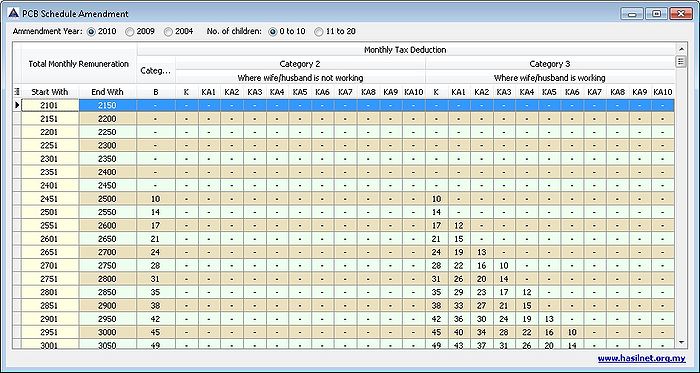 PCB Schedule Amendment
Ammendment Year: 2010 2009 2004 No. of children: 0 to 10 11 to 20
Monthly Tax Deduction
Total Monthly Remuneration Categ... Category 2 Category 3
Where wife/husband is not working Where wife/husband is working
Start With End With B K KA1 KA2 KA3 KA4 KA5 KA6 KA7 KA8 KA9 KA10 K KA1 KA2 KA3 KA4 KA5 KA6 KA7 KA8 KA9 KA10
2101 2150 - - - - - - - - - - - - - - - - - - - - - - -
2151 2200 - - - - - - - - - - - - - - - - - - - - - - -
2201 2250 - - - - - - - - - - - - - - - - - - - - - - -
2251 2300 - - - - - - - - - - - - - - - - - - - - - - -
2301 2350 - - - - - - - - - - - - - - - - - - - - - - -
2351 2400 - - - - - - - - - - - - - - - - - - - - - - -
2401 2450 - - - - - - - - - - - - - - - - - - - - - - -
2451 2500 10 - - - - - - - - - - - 10 - - - - - - - - - -
2501 2550 14 - - - - - - - - - - - 14 - - - - - - - - - -
2551 2600 17 - - - - - - - - - - - 17 12 - - - - - - - - -
2601 2650 21 - - - - - - - - - - - 21 15 - - - - - - - - -
2651 2700 24 - - - - - - - - - - - 24 19 13 - - - - - - - -
2701 2750 28 - - - - - - - - - - - 28 22 16 10 - - - - - - -
2751 2800 31 - - - - - - - - - - - 31 26 20 14 - - - - - - -
2801 2850 35 - - - - - - - - - - - 35 29 23 17 12 - - - - - -
2851 2900 38 - - - - - - - - - - - 38 33 27 21 15 - - - - - -
2901 2950 42 - - - - - - - - - - - 42 36 30 24 19 13 - - - - -
2951 3000 45 - - - - - - - - - - - 45 40 34 28 22 16 10 - - - -
3001 3050 49 - - - - - - - - - - - 49 43 37 31 26 20 14 - - - -
www.hasilnet.org.my